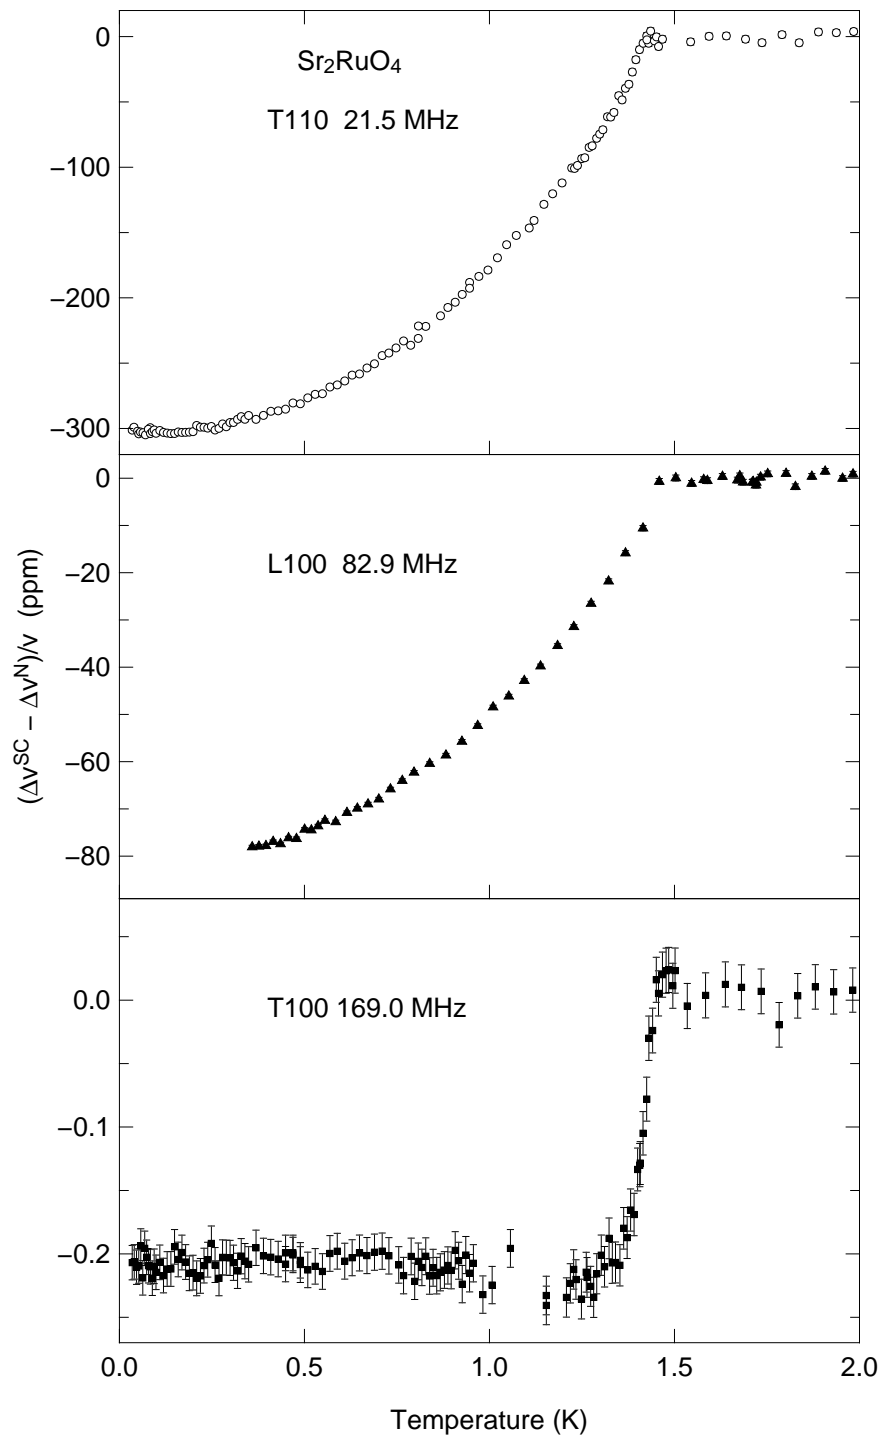 0
Sr₂RuO₄
T110 21.5 MHz
−100
−200
−300
0
L100 82.9 MHz
−20
−40
(Δv^SC − Δv^N)/v (ppm)
−60
−80
0.0
T100 169.0 MHz
−0.1
−0.2
0.0 0.5 1.0 1.5 2.0
Temperature (K)